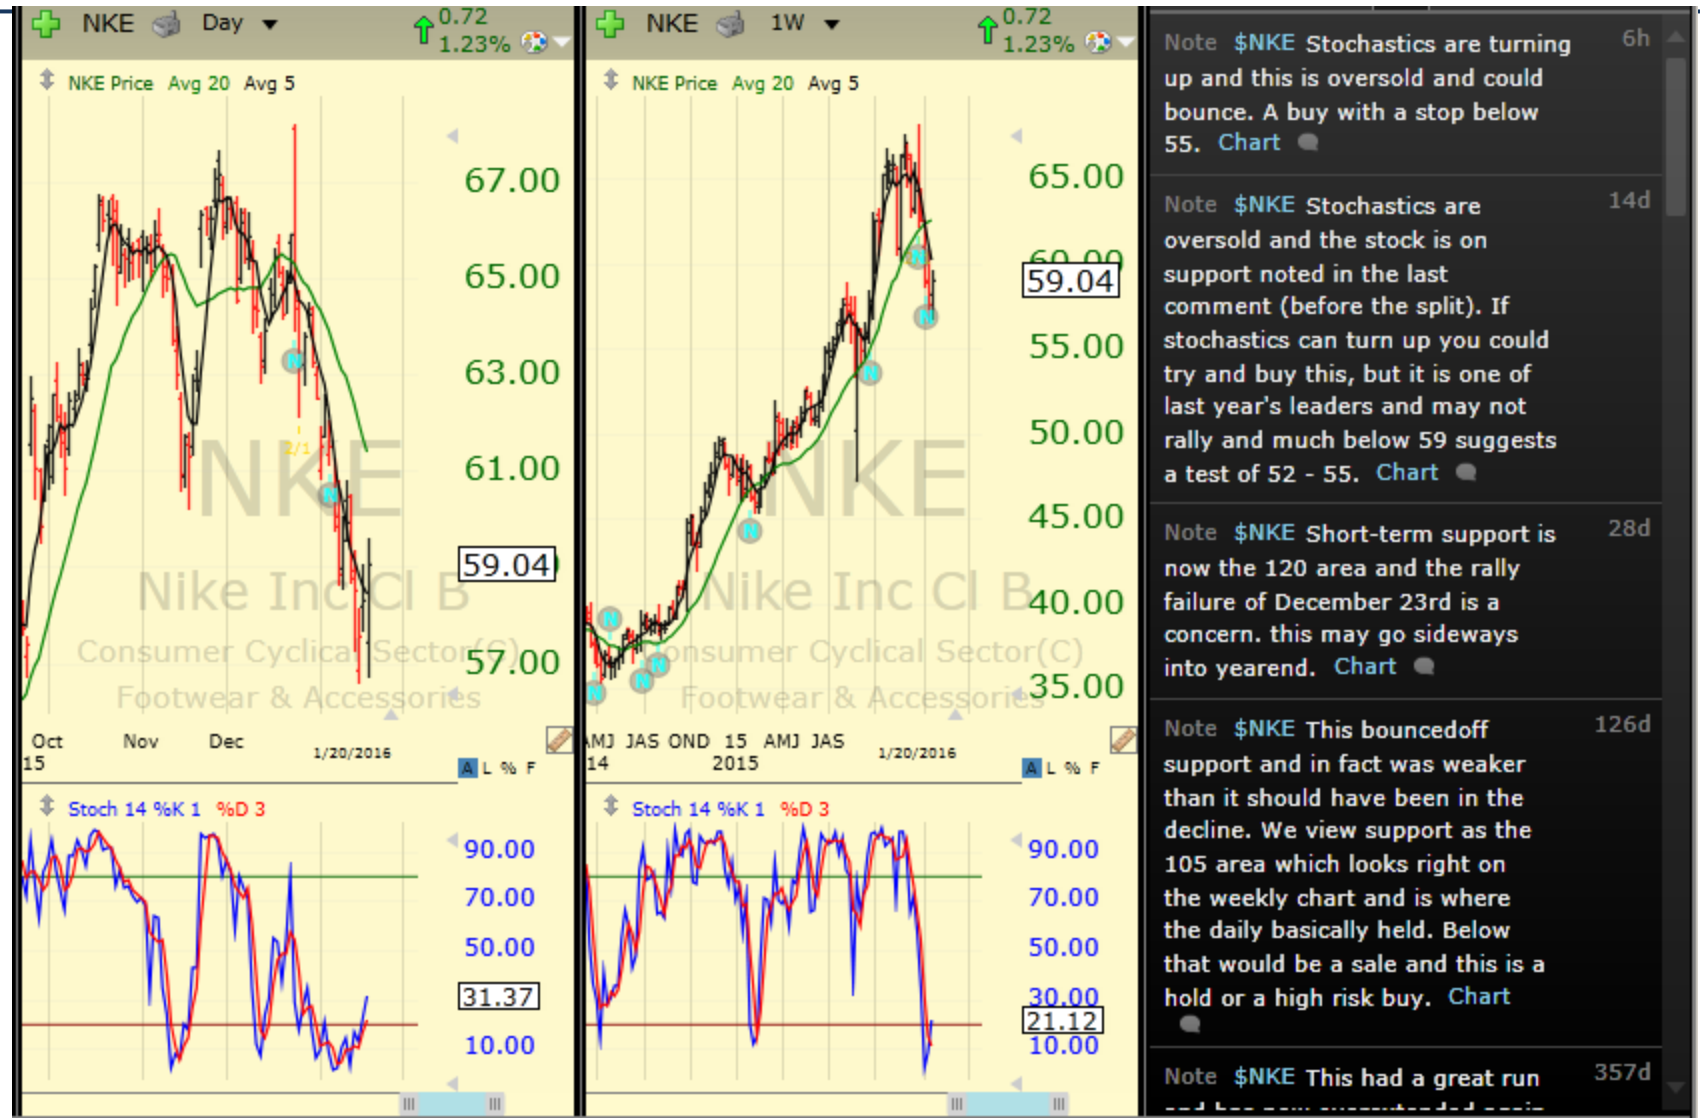 NKE Day 0.72
1.23%
NKE Price Avg 20 Avg 5
67.00
65.00
63.00
2/1
61.00
59.04
57.00
NKE
Nike Inc Cl B
Consumer Cyclical Sector(C)
Footwear & Accessories
Oct Nov Dec 1/20/2016
15
A L % F
Stoch 14 %K 1 %D 3
90.00
70.00
50.00
31.37
10.00
NKE 1W 0.72
1.23%
NKE Price Avg 20 Avg 5
65.00
60.00
59.04
55.00
50.00
45.00
40.00
35.00
NKE
Nike Inc Cl B
Consumer Cyclical Sector(C)
Footwear & Accessories
AMJ JAS OND 15 AMJ JAS 1/20/2016
14 2015
A L % F
Stoch 14 %K 1 %D 3
90.00
70.00
50.00
30.00
21.12
10.00
N
N
N
N
N
N
N
N
N
N
Note $NKE Stochastics are turning 6h
up and this is oversold and could
bounce. A buy with a stop below
55. Chart
Note $NKE Stochastics are 14d
oversold and the stock is on
support noted in the last
comment (before the split). If
stochastics can turn up you could
try and buy this, but it is one of
last year's leaders and may not
rally and much below 59 suggests
a test of 52 - 55. Chart
Note $NKE Short-term support is 28d
now the 120 area and the rally
failure of December 23rd is a
concern. this may go sideways
into yearend. Chart
Note $NKE This bouncedoff 126d
support and in fact was weaker
than it should have been in the
decline. We view support as the
105 area which looks right on
the weekly chart and is where
the daily basically held. Below
that would be a sale and this is a
hold or a high risk buy. Chart
Note $NKE This had a great run 357d